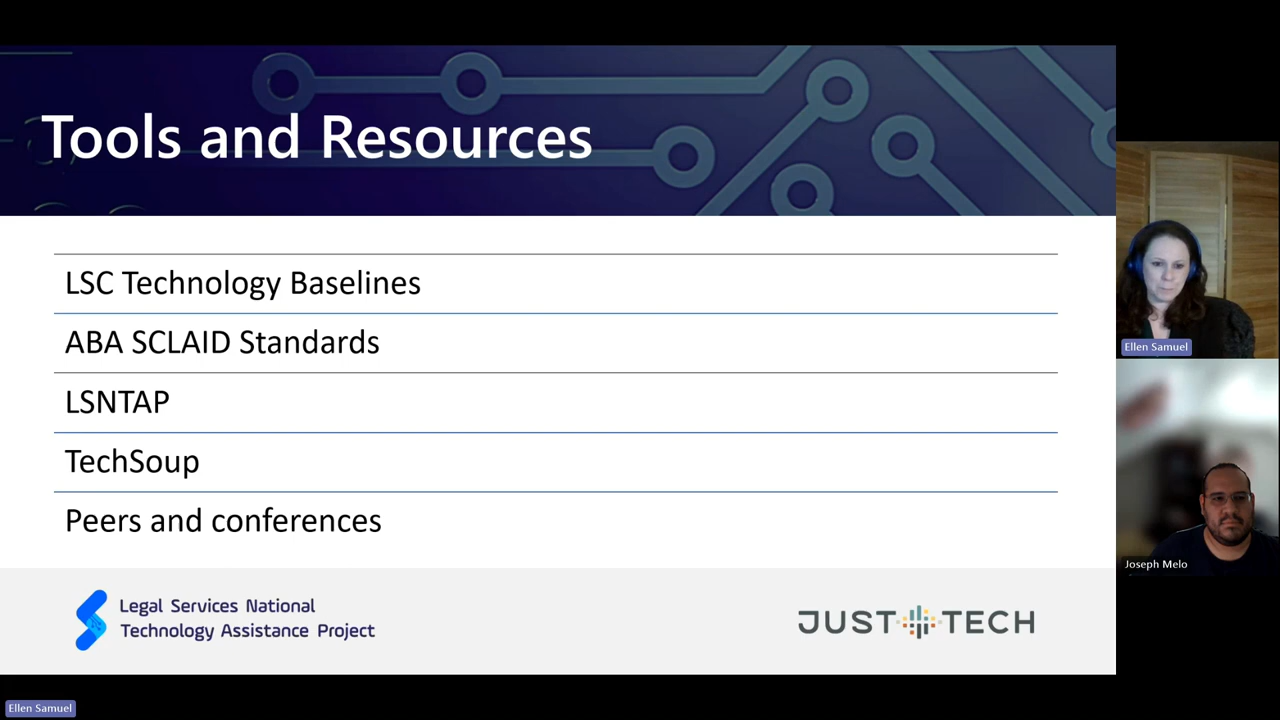 Tools and Resources
LSC Technology Baselines
ABA SCLAID Standards
LSNTAP
TechSoup
Peers and conferences
Legal Services National
Technology Assistance Project
JUST TECH
Ellen Samuel
Joseph Melo
Ellen Samuel